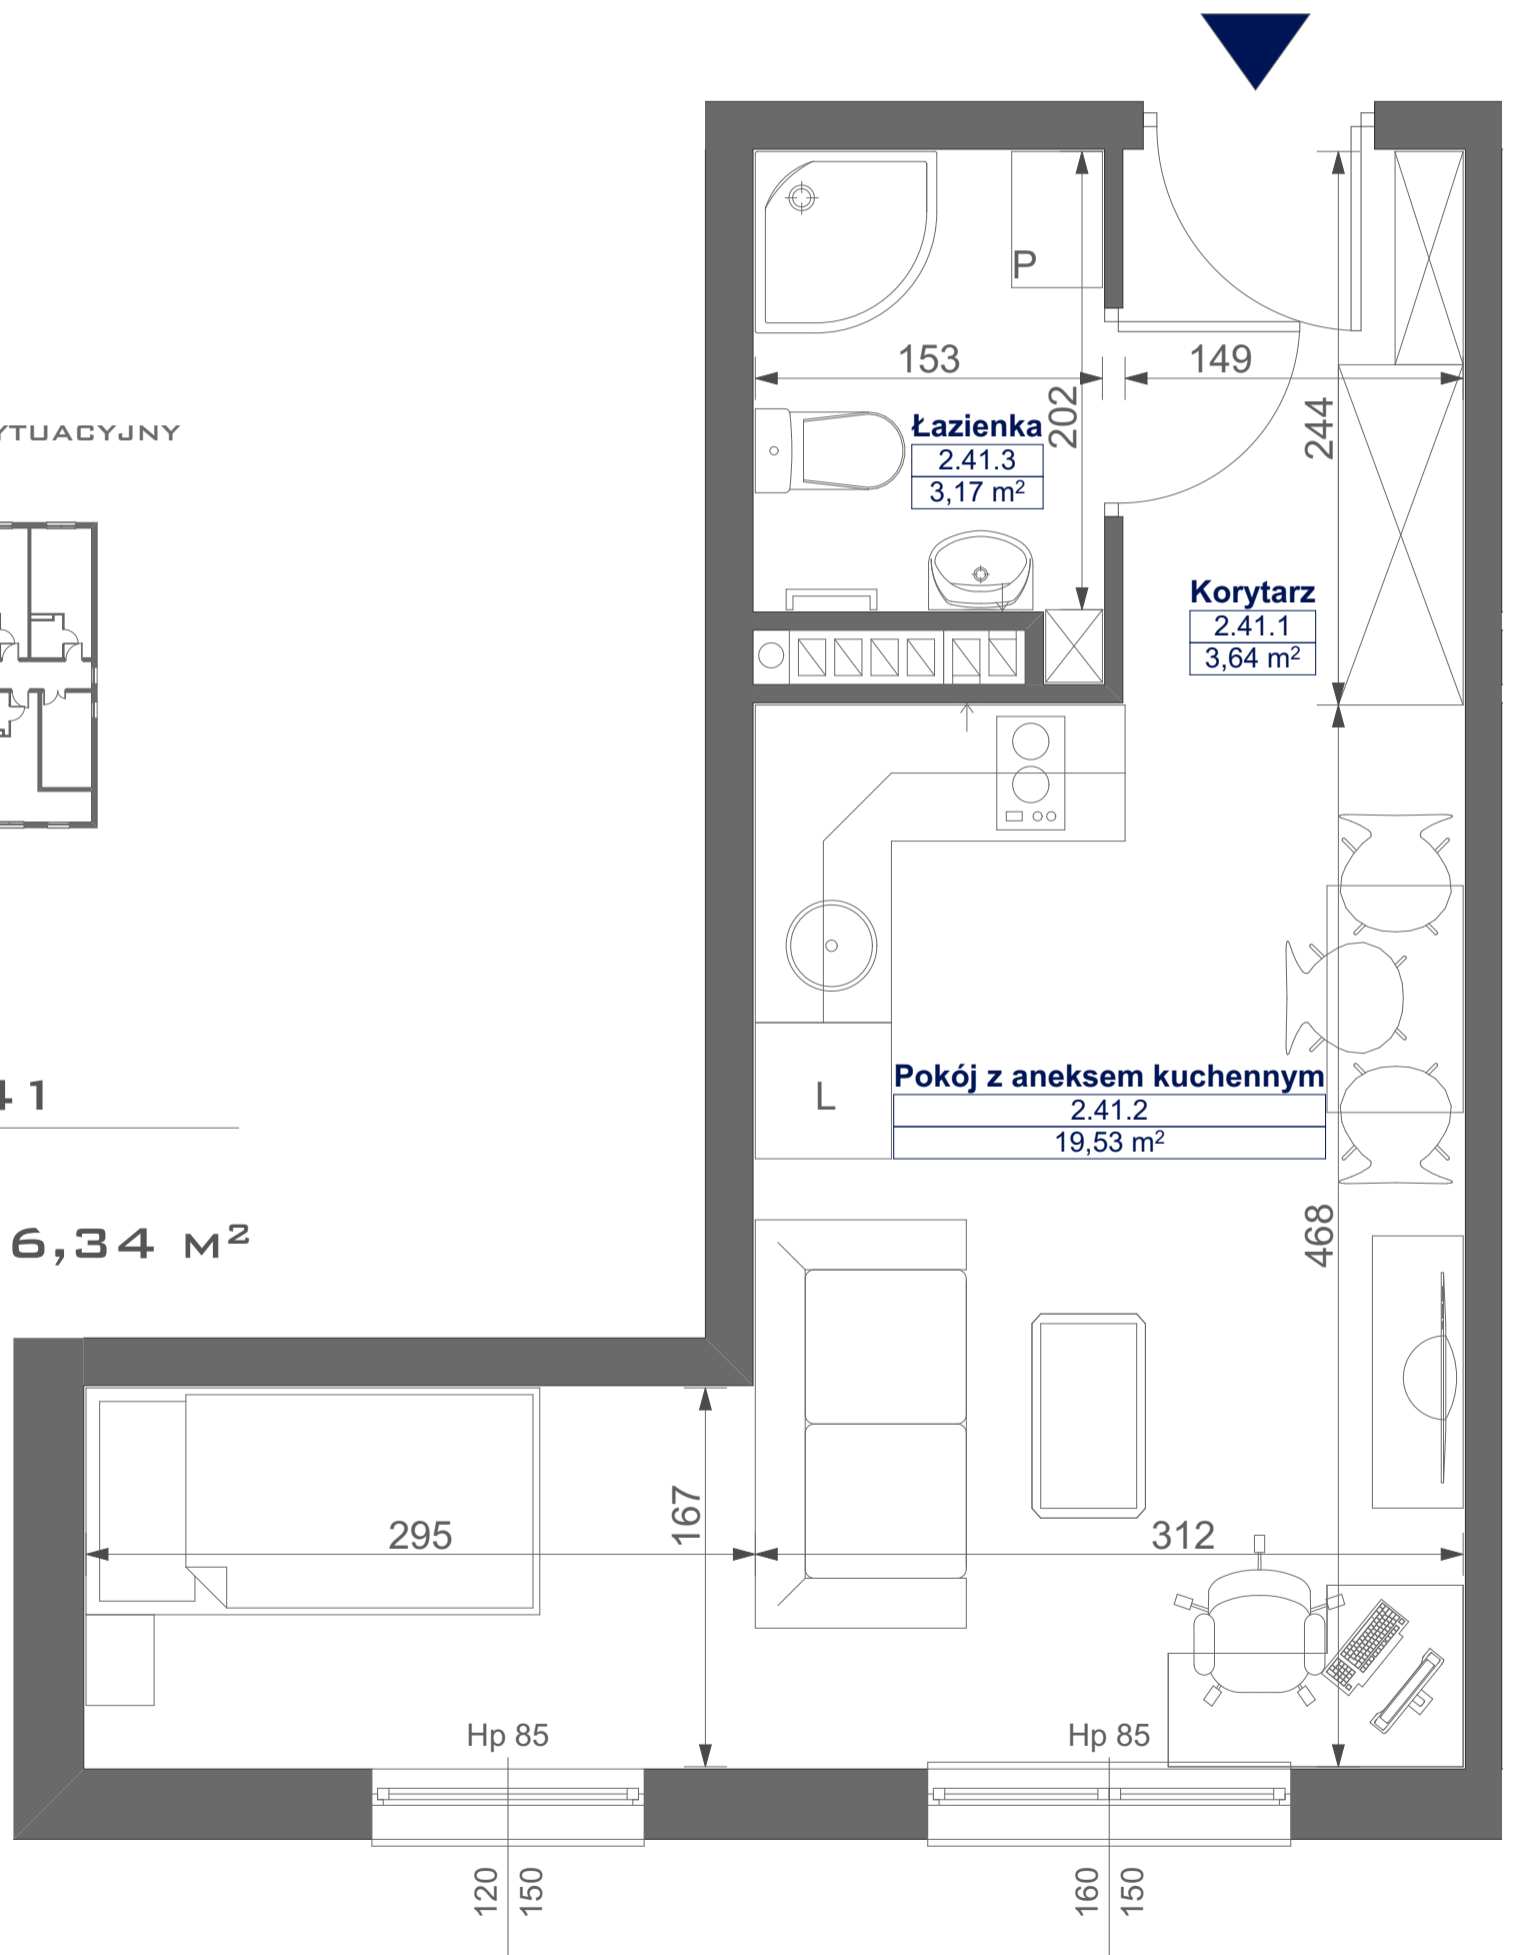 P
153
149
202
244
YTUACYJNY
Łazienka
2.41.3
3,17 m²
Korytarz
2.41.1
3,64 m²
41
Pokój z aneksem kuchennym
2.41.2
19,53 m²
L
6,34 M²
468
167
295
312
Hp 85
Hp 85
120
150
160
150